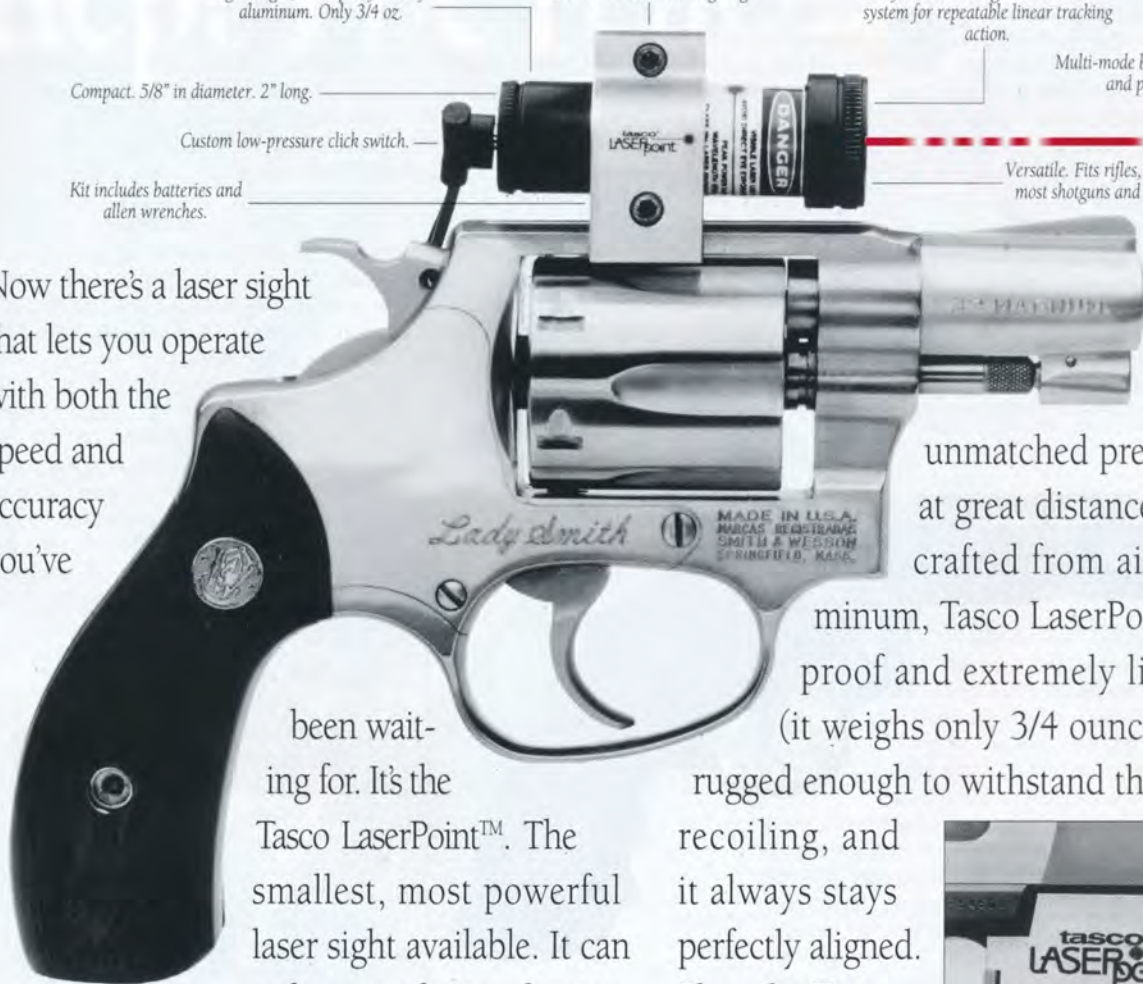 aluminum. Only 3/4 oz.
system for repeatable linear tracking
action.
Compact. 5/8" in diameter. 2" long.
Multi-mode
and
Custom low-pressure click switch.
Kit includes batteries and
allen wrenches.
Versatile. Fits rifles,
most shotguns and
tasco
LASERpoint
DANGER
Now there's a laser sight
that lets you operate
with both the
speed and
accuracy
you've
been wait-
ing for. It's the
Tasco LaserPoint™. The
smallest, most powerful
laser sight available. It can
Lady Smith
MADE IN U.S.A.
MARCAS REGISTRADAS
SMITH & WESSON
SPRINGFIELD, MASS.
MAGNUM
unmatched pre
at great distance
crafted from ai
minum, Tasco LaserPo
proof and extremely li
(it weighs only 3/4 ounc
rugged enough to withstand th
recoiling, and
it always stays
perfectly aligned.
tasco
LASERpo